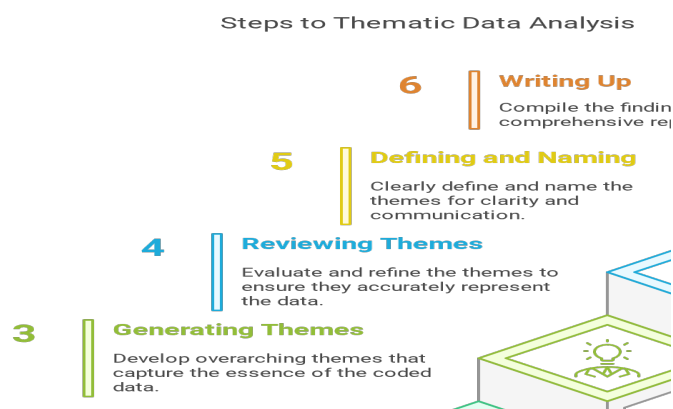 Steps to Thematic Data Analysis
6
Writing Up
Compile the
comprehensive
5
Defining and Naming
Clearly define and name the
themes for clarity and
communication.
4
Reviewing Themes
Evaluate and refine the themes to
ensure they accurately represent
the data.
3
Generating Themes
Develop overarching themes that
capture the essence of the coded
data.